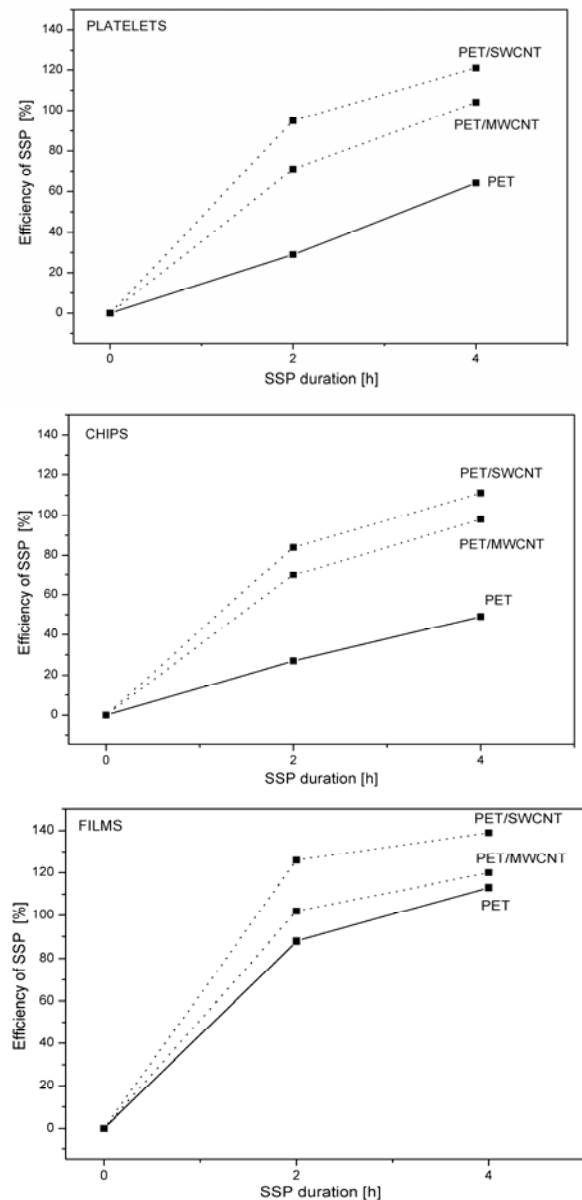 PLATELETS
140
120
100
80
60
40
20
0
Efficiency of SSP [%]
PET/SWCNT
PET/MWCNT
PET
0 2 4
SSP duration [h]
CHIPS
140
120
100
80
60
40
20
0
Efficiency of SSP [%]
PET/SWCNT
PET/MWCNT
PET
0 2 4
SSP duration [h]
FILMS
140
120
100
80
60
40
20
0
Efficiency of SSP [%]
PET/SWCNT
PET/MWCNT
PET
0 2 4
SSP duration [h]